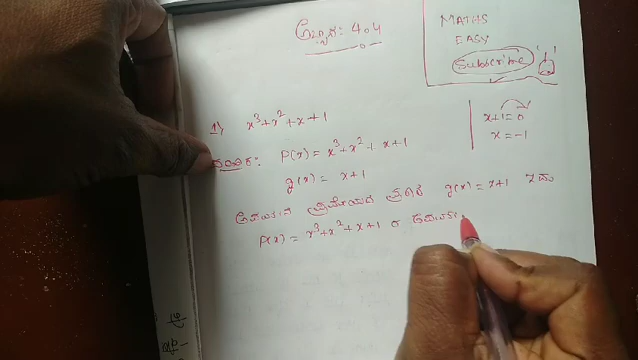 ಅಭ್ಯಾಸ: 4.4
MATHS
EASY
Subscribe
1) x³+x²+x+1
P(x) = x³+x²+x+1
g(x) = x+1
x+1=0
x=-1
ಅಪವರ್ತನ ಪ್ರಮೇಯದ ಪ್ರಕಾರ g(x) = x+1
P(x) = x³+x²+x+1 ರ ಅಪವರ್ತ